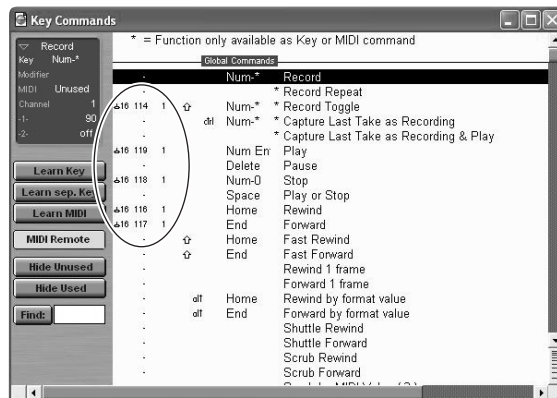 Key Commands
* = Function only available as Key or MIDI command
Record
Key Num-*
Modifier
MIDI Unused
Channel 1
-1- 90
-2- off
Learn Key
Learn sep. Key
Learn MIDI
MIDI Remote
Hide Unused
Hide Used
Find:
Global Commands
- Num-* Record
- * Record Repeat
16 114 1 Num-* * Record Toggle
- ctrl Num-* * Capture Last Take as Recording
- * Capture Last Take as Recording & Play
16 119 1 Num En Play
- Delete Pause
16 118 1 Num-0 Stop
- Space Play or Stop
16 116 1 Home Rewind
16 117 1 End Forward
- Home Fast Rewind
- End Fast Forward
- Rewind 1 frame
- Forward 1 frame
- alt Home Rewind by format value
- alt End Forward by format value
- Shuttle Rewind
- Shuttle Forward
- Scrub Rewind
- Scrub Forward